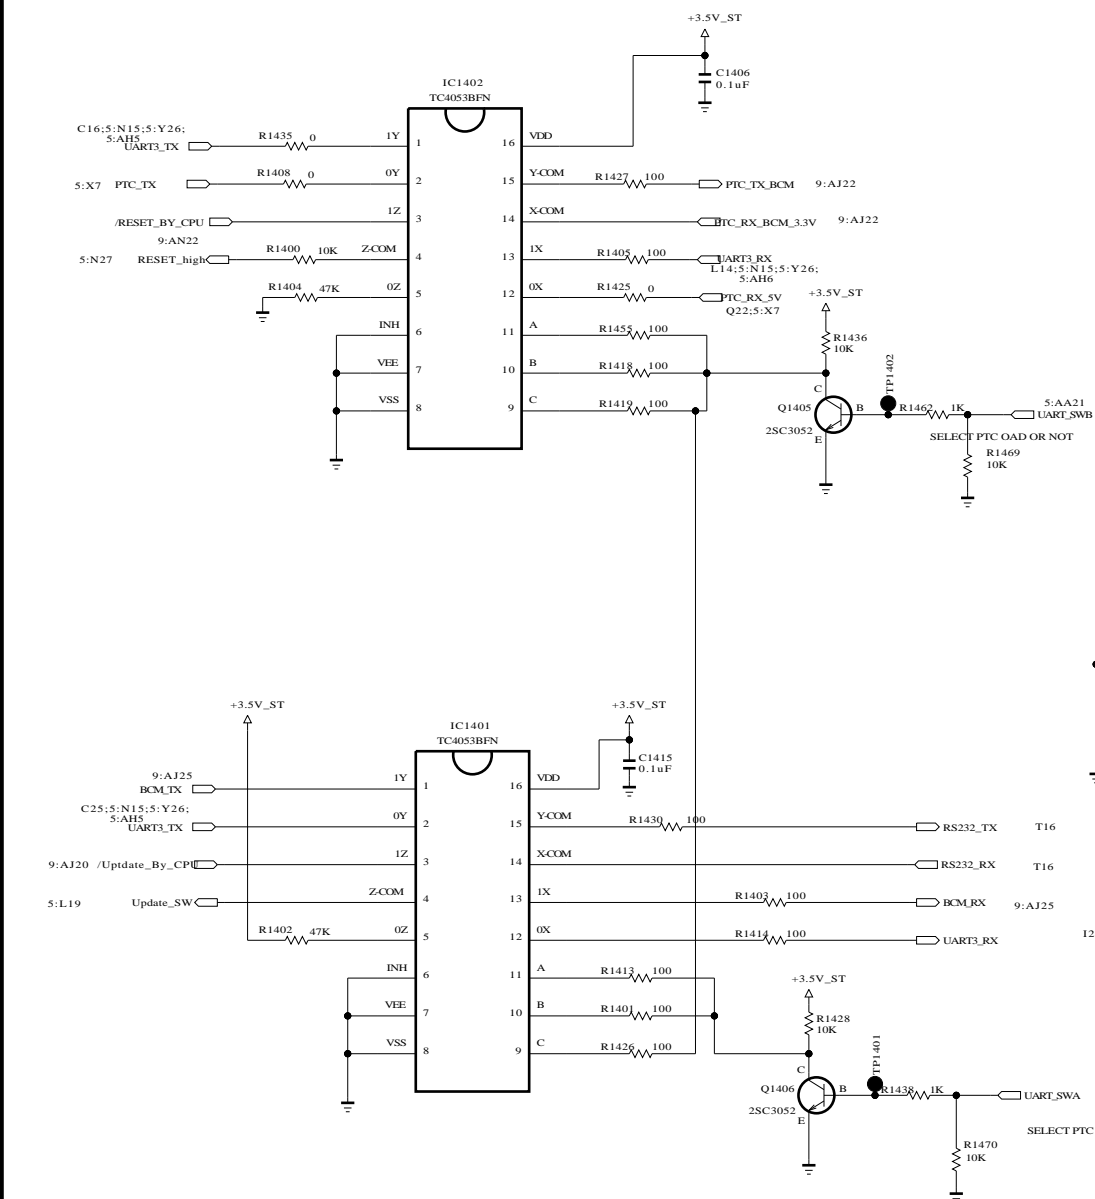 +3.5V_ST
C1406
0.1uF
IC1402
TC4053BFN
C16;5:N15;5:Y26;
5:AH5
UART3_TX
R1435 0
1Y
1
16
VDD
5:X7 PTC_TX
R1408 0
0Y
2
15
Y-COM
R1427 100
PTC_TX_BCM 9:AJ22
/RESET_BY_CPU
1Z
3
14
X-COM
PTC_RX_BCM_3.3V 9:AJ22
9:AN22
5:N27 RESET_high
R1400 10K
Z-COM
4
13
1X
R1405 100
UART3_RX
L14;5:N15;5:Y26;
5:AH6
R1404 47K
0Z
5
12
0X
R1425 0
PTC_RX_5V
Q22;5:X7
+3.5V_ST
INH
6
11
A
R1455 100
R1436
10K
VEE
7
10
B
R1418 100
VSS
8
9
C
R1419 100
C
Q1405
2SC3052
B
E
TP1402
R1462 1K
5:AA21
UART_SWB
SELECT PTC OAD OR NOT
R1469
10K
+3.5V_ST
+3.5V_ST
C1415
0.1uF
IC1401
TC4053BFN
9:AJ25
BCM_TX
1Y
1
16
VDD
C25;5:N15;5:Y26;
5:AH5
UART3_TX
0Y
2
15
Y-COM
R1430 100
RS232_TX T16
9:AJ20 /Uptdate_By_CPU
1Z
3
14
X-COM
RS232_RX T16
5:L19 Update_SW
Z-COM
4
13
1X
R1403 100
BCM_RX 9:AJ25
R1402 47K
0Z
5
12
0X
R1414 100
UART3_RX
I2
INH
6
11
A
R1413 100
+3.5V_ST
VEE
7
10
B
R1401 100
R1428
10K
VSS
8
9
C
R1426 100
C
Q1406
2SC3052
B
E
TP1401
R1438 1K
UART_SWA
SELECT PTC
R1470
10K